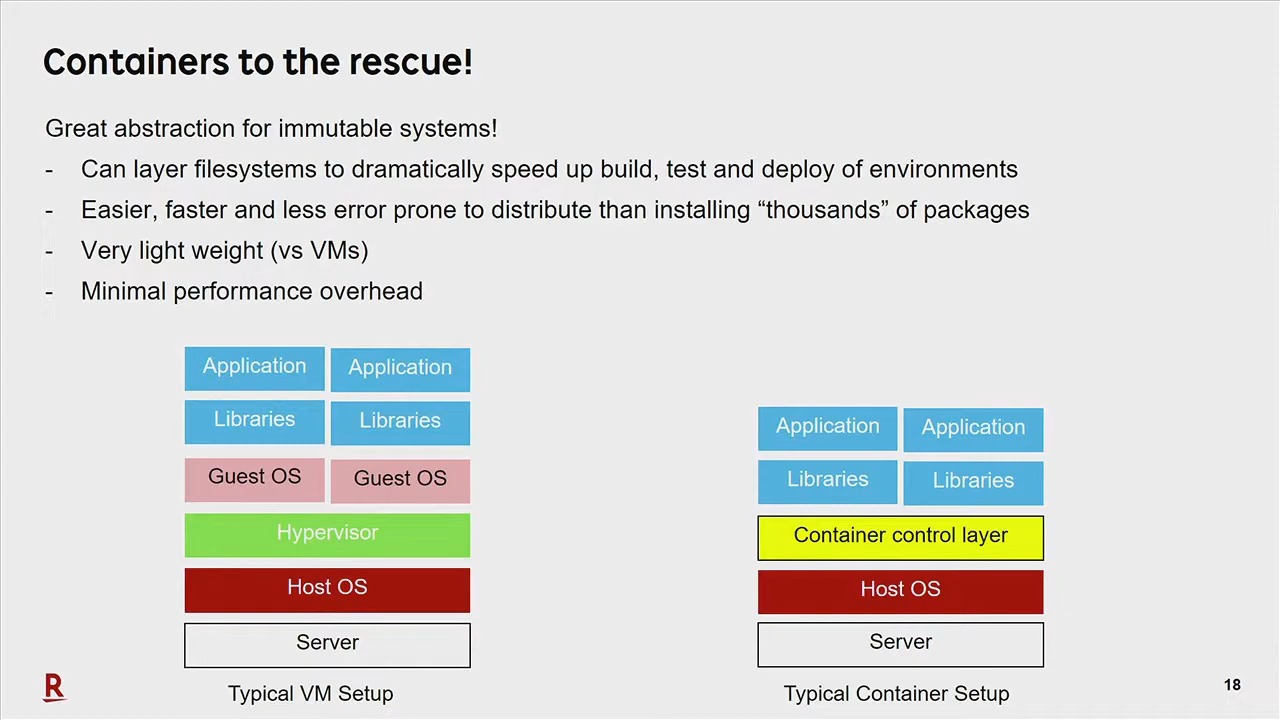 Containers to the rescue!
Great abstraction for immutable systems!
- Can layer filesystems to dramatically speed up build, test and deploy of environments
- Easier, faster and less error prone to distribute than installing “thousands” of packages
- Very light weight (vs VMs)
- Minimal performance overhead
Application Application
Libraries Libraries
Guest OS Guest OS
Hypervisor
Host OS
Server
Typical VM Setup
Application Application
Libraries Libraries
Container control layer
Host OS
Server
Typical Container Setup
R
18